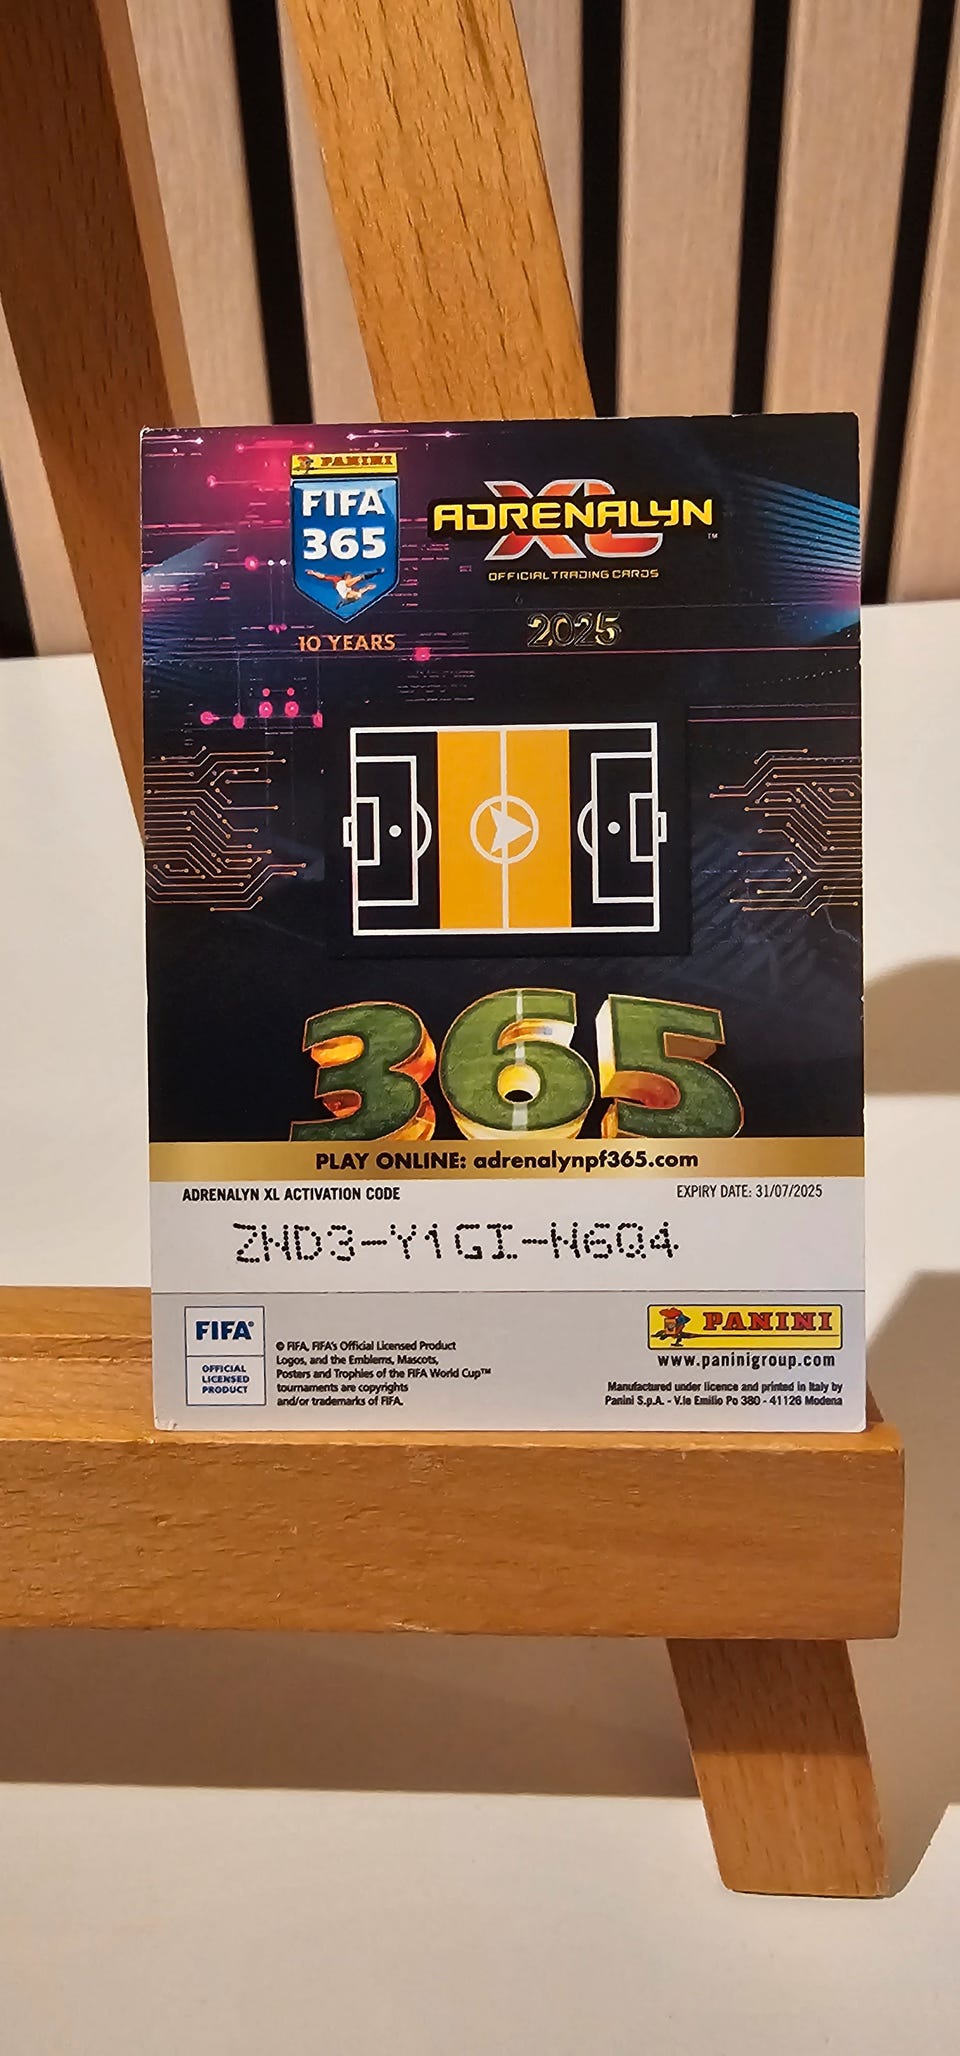 PANINI
FIFA
365
10 YEARS
ADRENALYN XL™
OFFICIAL TRADING CARDS
2025
365
PLAY ONLINE: adrenalynpf365.com
ADRENALYN XL ACTIVATION CODE
EXPIRY DATE: 31/07/2025
ZND3-Y1GI-N6Q4
FIFA®
OFFICIAL
LICENSED
PRODUCT
© FIFA, FIFA's Official Licensed Product
Logos, and the Emblems, Mascots,
Posters and Trophies of the FIFA World Cup™
tournaments are copyrights
and/or trademarks of FIFA.
PANINI
www.paninigroup.com
Manufactured under licence and printed in Italy by
Panini S.p.A. - V.le Emilio Po 380 - 41126 Modena